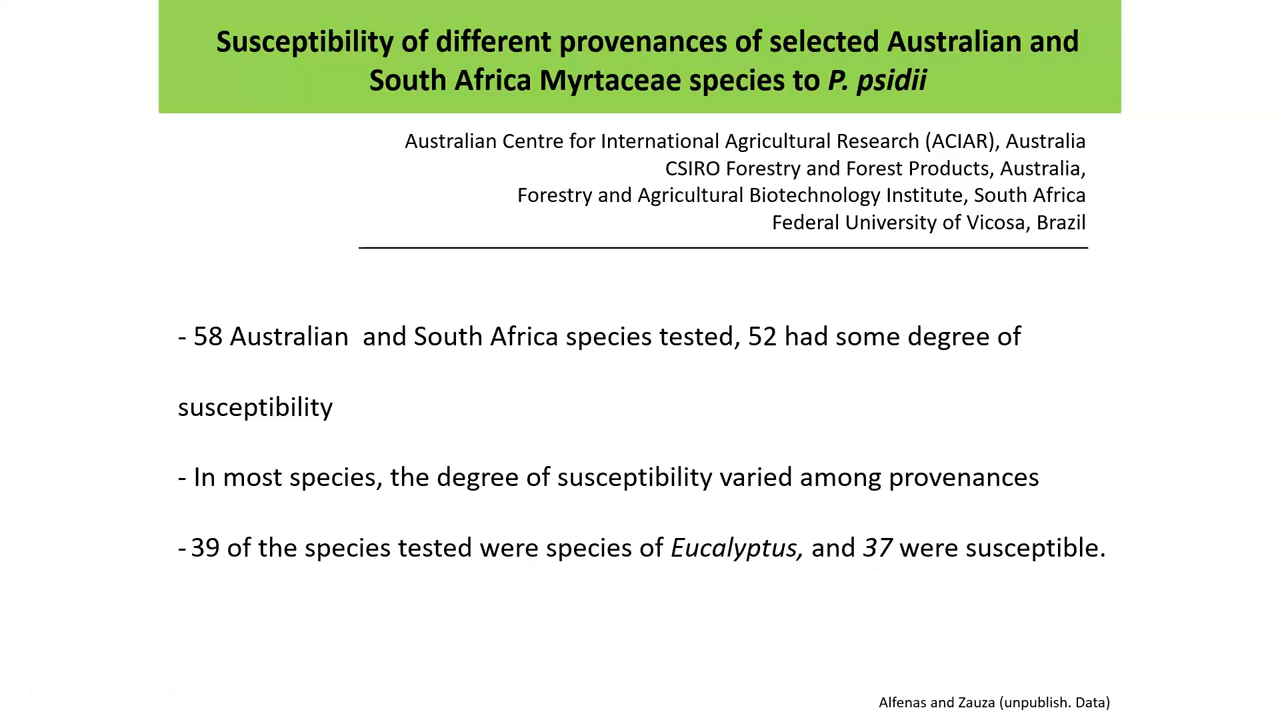 Susceptibility of different provenances of selected Australian and
South Africa Myrtaceae species to P. psidii
Australian Centre for International Agricultural Research (ACIAR), Australia
CSIRO Forestry and Forest Products, Australia,
Forestry and Agricultural Biotechnology Institute, South Africa
Federal University of Vicosa, Brazil
- 58 Australian and South Africa species tested, 52 had some degree of
susceptibility
- In most species, the degree of susceptibility varied among provenances
- 39 of the species tested were species of Eucalyptus, and 37 were susceptible.
Alfenas and Zauza (unpublish. Data)